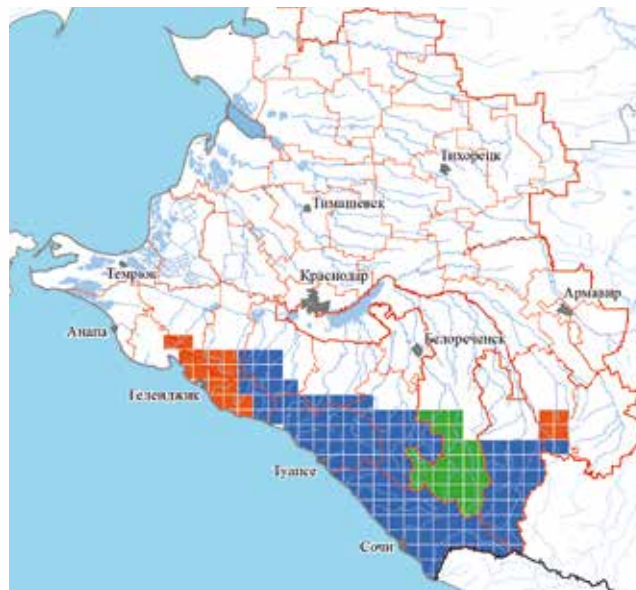 Тихорецк
Тимашевск
Темрюк
Краснодар
Армавир
Анапа
Белореченск
Геленджик
Туапсе
Сочи